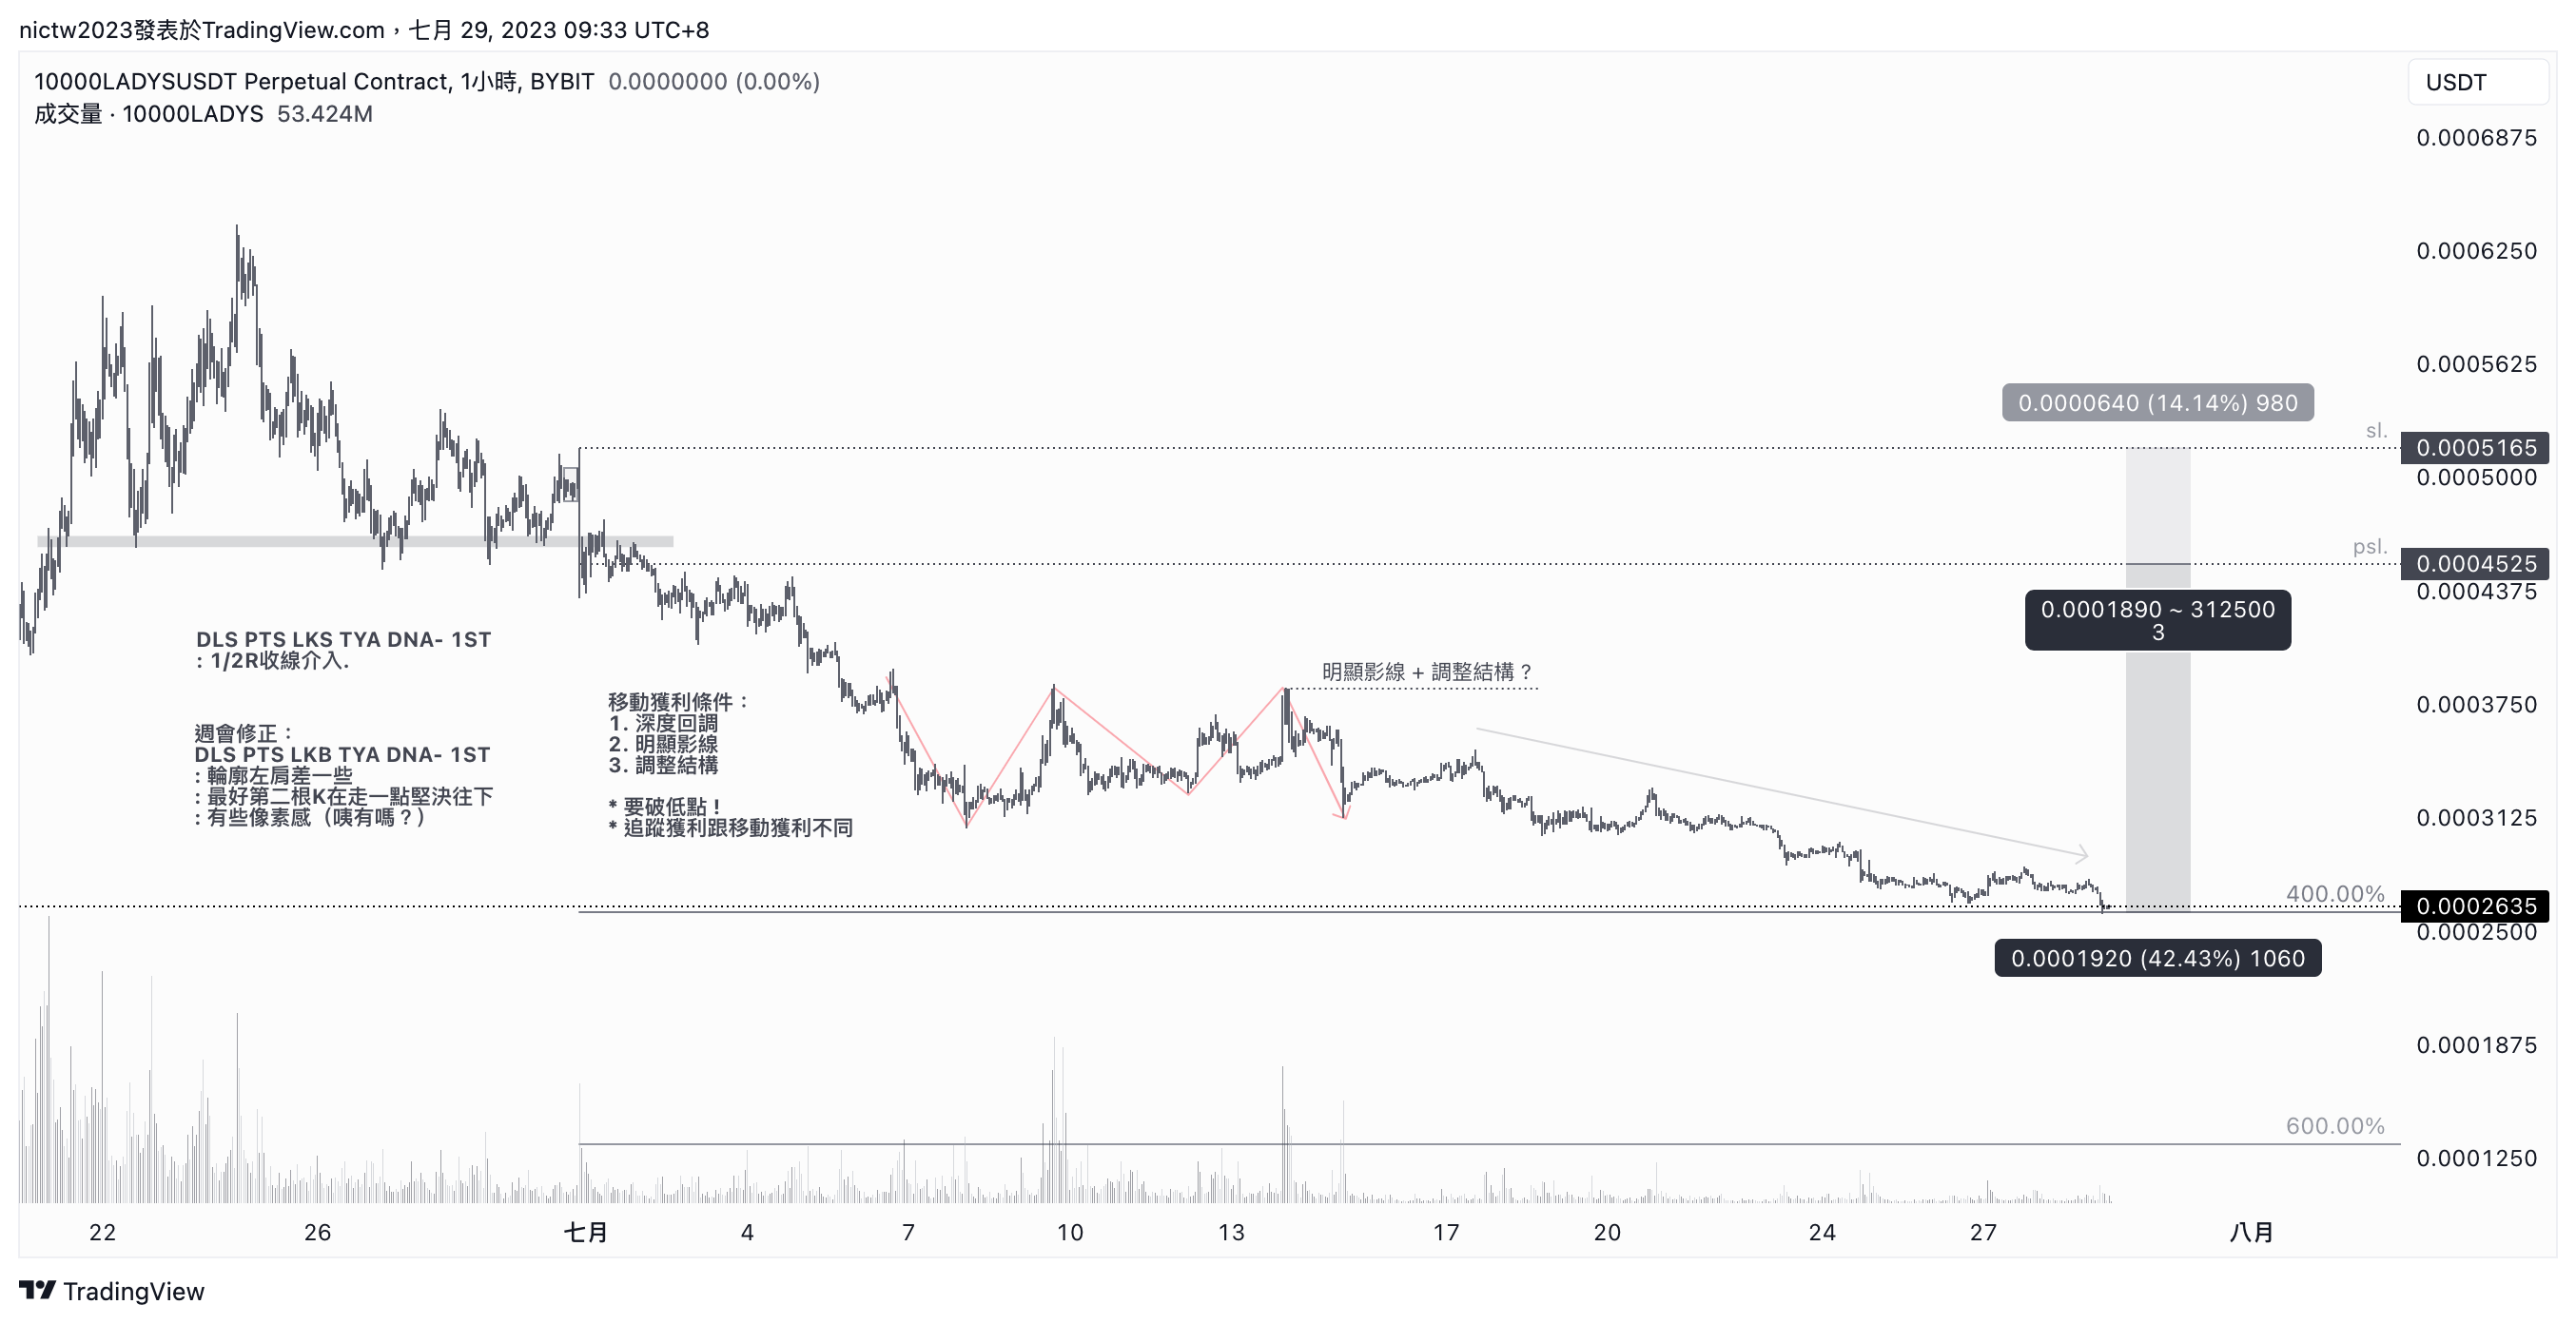 nictw2023發表於TradingView.com，七月 29, 2023 09:33 UTC+8
10000LADYSUSDT Perpetual Contract, 1小時, BYBIT 0.0000000 (0.00%)
成交量 · 10000LADYS 53.424M
USDT
0.0006875
0.0006250
0.0005625
0.0000640 (14.14%) 980
sl.
0.0005165
0.0005000
psl.
0.0004525
0.0004375
0.0001890 ~ 312500
3
DLS PTS LKS TYA DNA- 1ST
: 1/2R收線介入.
週會修正：
DLS PTS LKB TYA DNA- 1ST
: 輪廓左肩差一些
: 最好第二根K在走一點堅決往下
: 有些像素感（咦有嗎？）
移動獲利條件：
1. 深度回調
2. 明顯影線
3. 調整結構
* 要破低點！
* 追蹤獲利跟移動獲利不同
明顯影線 + 調整結構？
0.0003750
0.0003125
400.00%
0.0002635
0.0002500
0.0001920 (42.43%) 1060
0.0001875
600.00%
0.0001250
22 26 七月 4 7 10 13 17 20 24 27 八月
TradingView